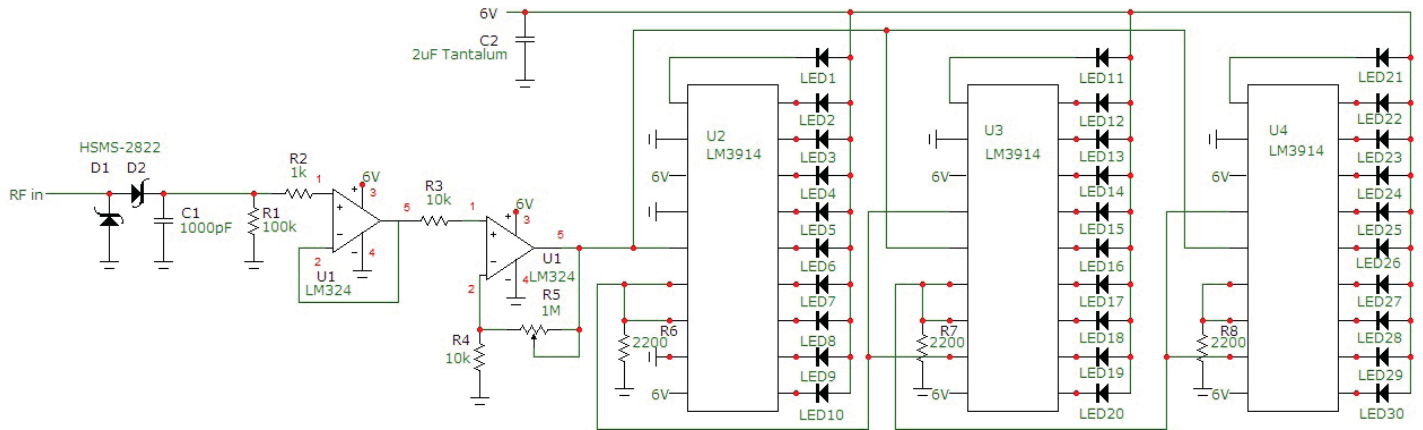 6V
C2
2uF Tantalum
LED1
LED11
LED21
LED2
LED12
LED22
U2
LM3914
U3
LM3914
U4
LM3914
LED3
LED13
LED23
HSMS-2822
D1
D2
R2
1k
1
6V
3
R3
10k
6V
6V
6V
LED4
LED14
LED24
RF in
C1
1000pF
R1
100k
2
4
5
1
6V
3
LED5
LED15
LED25
U1
LM324
2
4
5
U1
LM324
LED6
LED16
LED26
R5
1M
LED7
LED17
LED27
R4
10k
R6
2200
R7
2200
R8
2200
LED8
LED18
LED28
LED9
LED19
LED29
6V
6V
6V
LED10
LED20
LED30